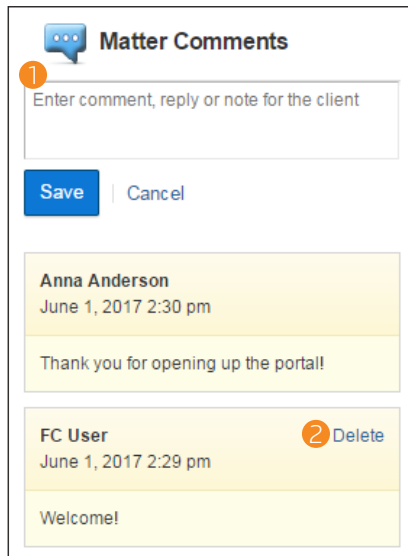 Matter Comments
1
Enter comment, reply or note for the client
Save | Cancel
Anna Anderson
June 1, 2017 2:30 pm
Thank you for opening up the portal!
FC User 2 Delete
June 1, 2017 2:29 pm
Welcome!